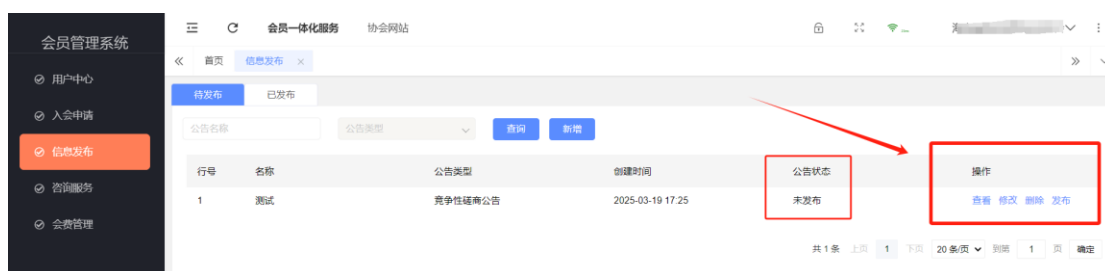 会员管理系统
会员一体化服务 协会网站
首页 信息发布 ×
用户中心
入会申请
信息发布
咨询服务
会费管理
待发布 已发布
公告名称 公告类型 查询 新增
行号 名称 公告类型 创建时间 公告状态 操作
1 测试 竞争性磋商公告 2025-03-19 17:25 未发布 查看 修改 删除 发布
共 1 条 上页 1 下页 20 条/页 到第 1 页 确定